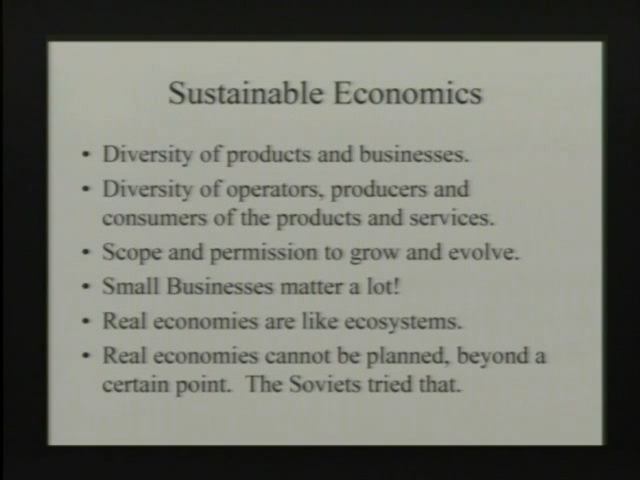 Sustainable Economics
• Diversity of products and businesses.
• Diversity of operators, producers and
consumers of the products and services.
• Scope and permission to grow and evolve.
• Small Businesses matter a lot!
• Real economies are like ecosystems.
• Real economies cannot be planned, beyond a
certain point.  The Soviets tried that.